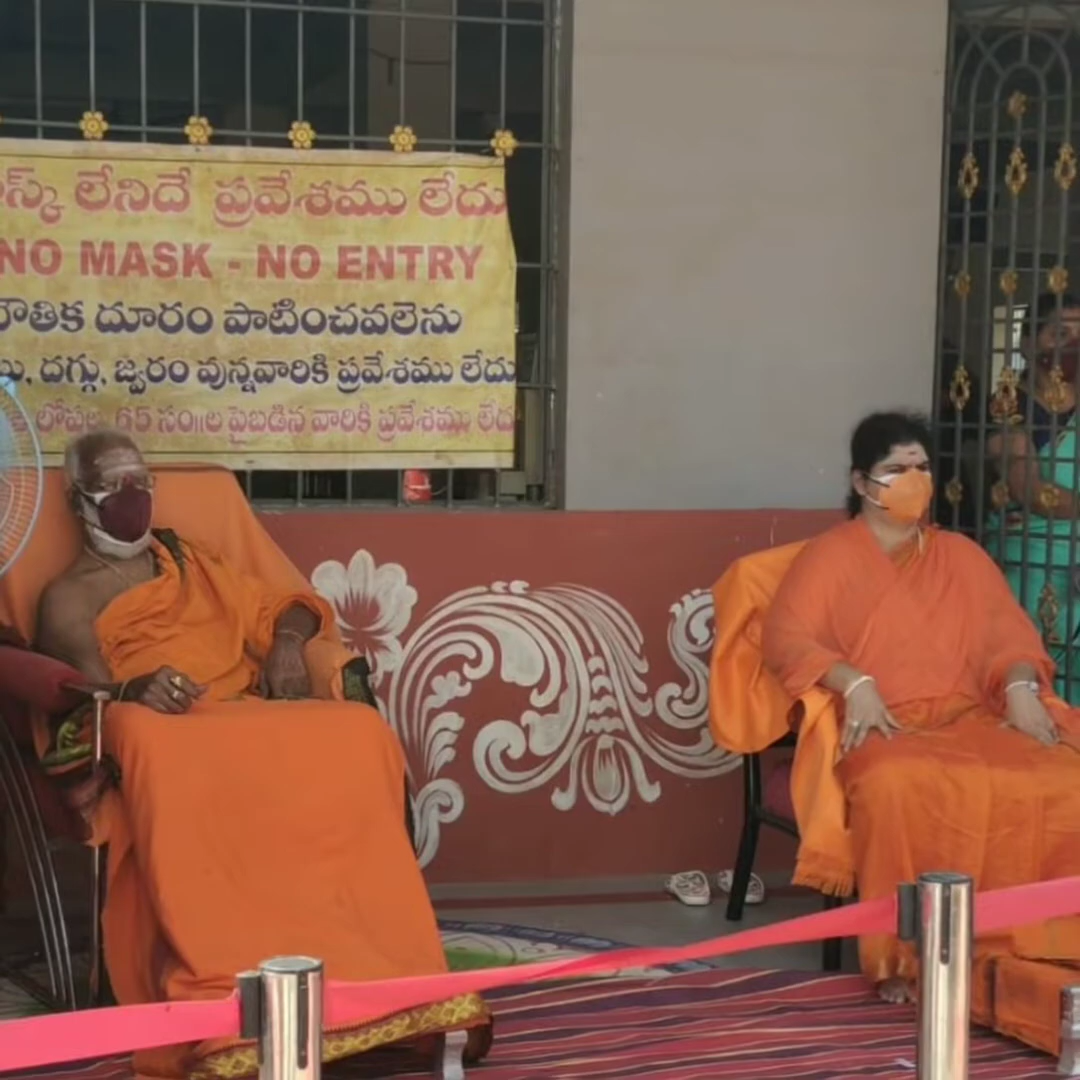 లేనిదే ప్రవేశము లేదు
NO MASK - NO ENTRY
దూరం పాటించవలెను
దగ్గు, జ్వరం వున్నవారికి ప్రవేశము లేదు
లోపల, 65 సం॥ల పైబడిన వారికి ప్రవేశము లేదు